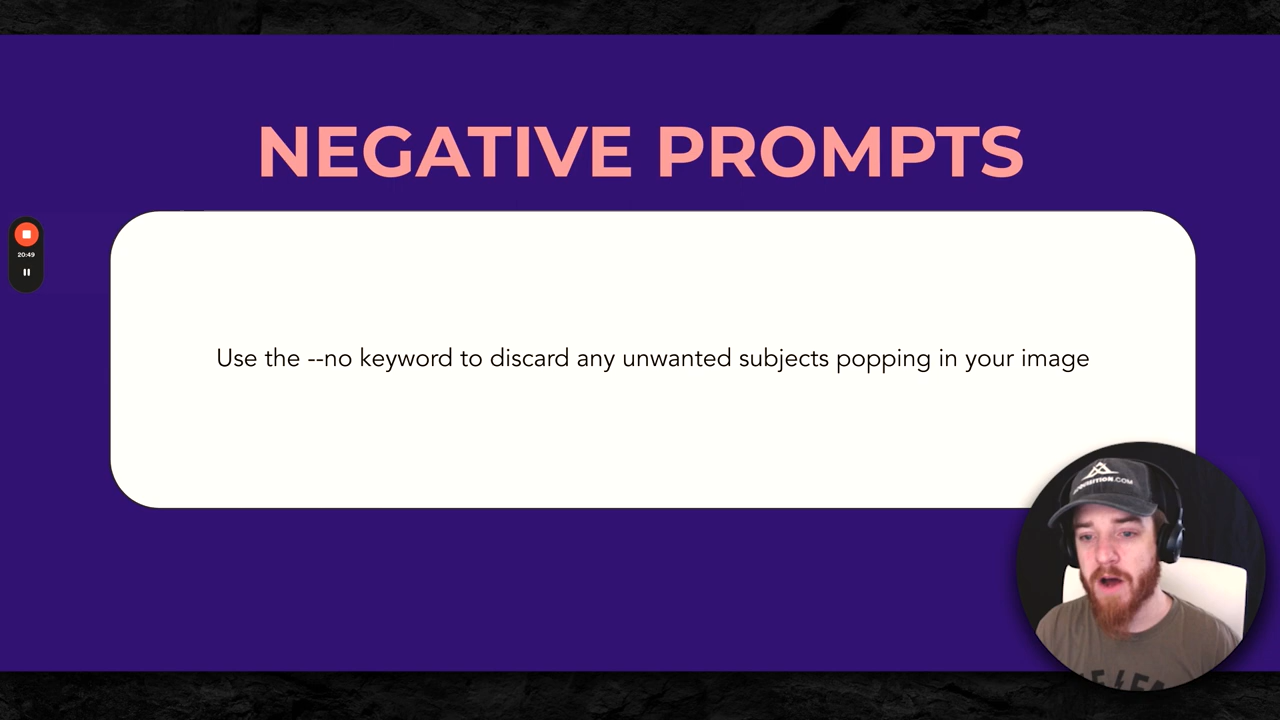 NEGATIVE PROMPTS
20:49
Use the --no keyword to discard any unwanted subjects popping in your image